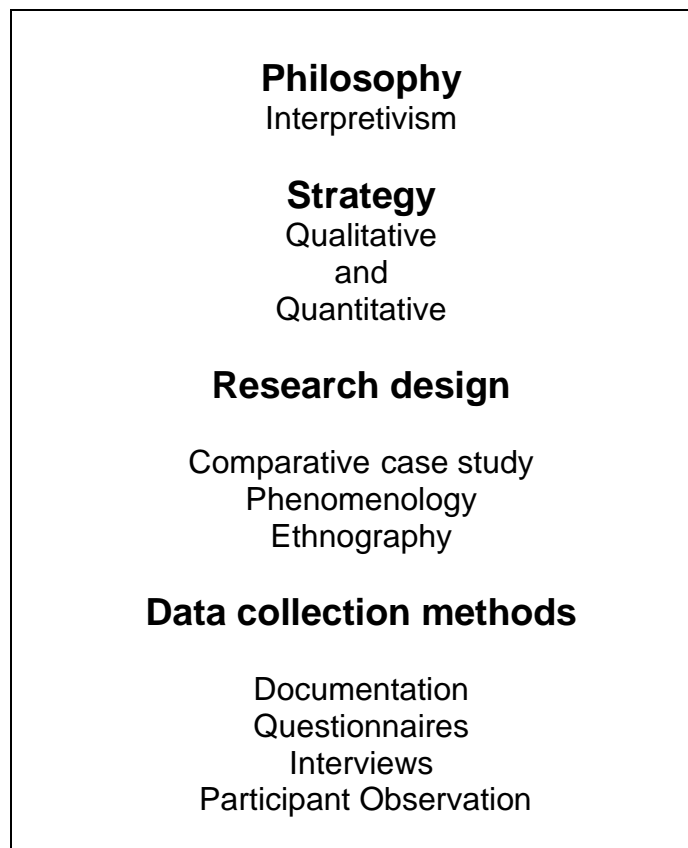 Philosophy
Interpretivism
Strategy
Qualitative
and
Quantitative
Research design
Comparative case study
Phenomenology
Ethnography
Data collection methods
Documentation
Questionnaires
Interviews
Participant Observation